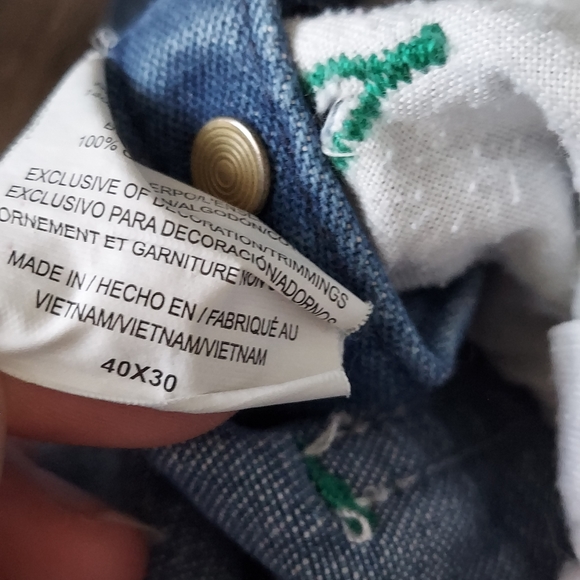 100%
EXCLUSIVE OF DECORATION/TRIMMINGS
EXCLUSIVO PARA DECORACIÓN/ADORNOS
ORNEMENT ET GARNITURE NON
MADE IN / HECHO EN / FABRIQUÉ AU
VIETNAM/VIETNAM/VIETNAM
40X30